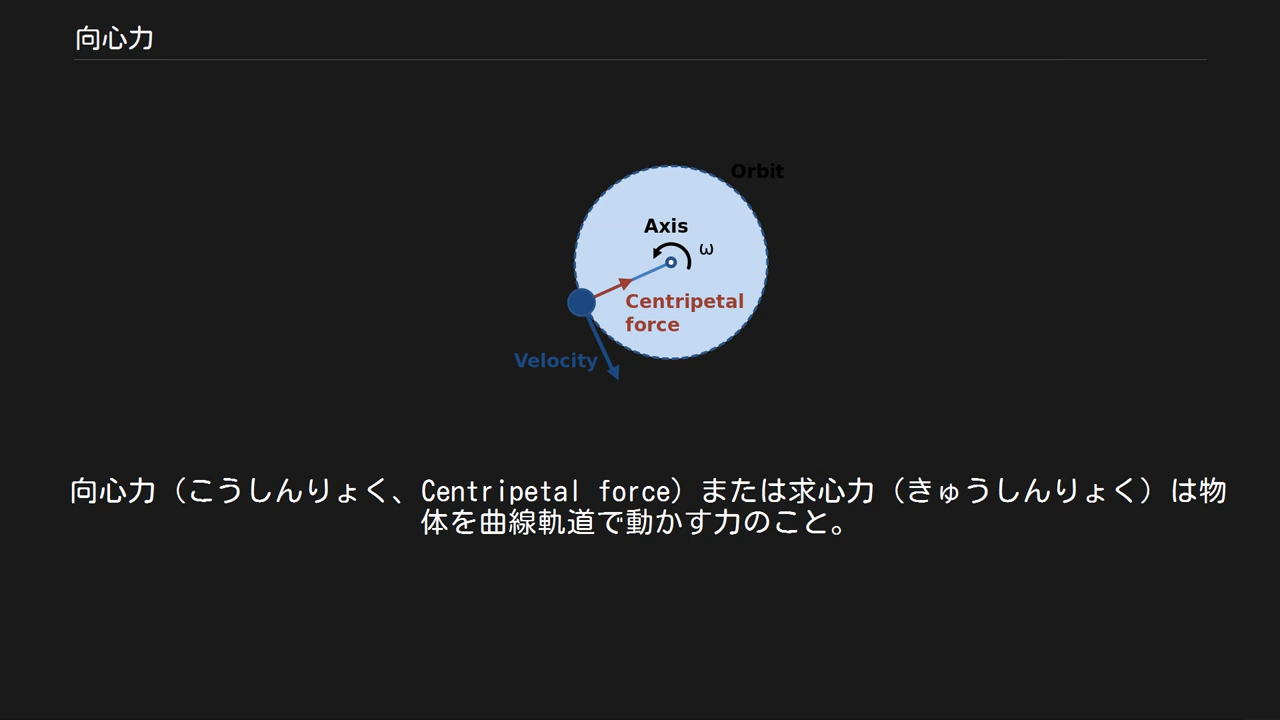 向心力
Orbit
Axis
ω
Centripetal
force
Velocity
向心力（こうしんりょく、Centripetal force）または求心力（きゅうしんりょく）は物
体を曲線軌道で動かす力のこと。